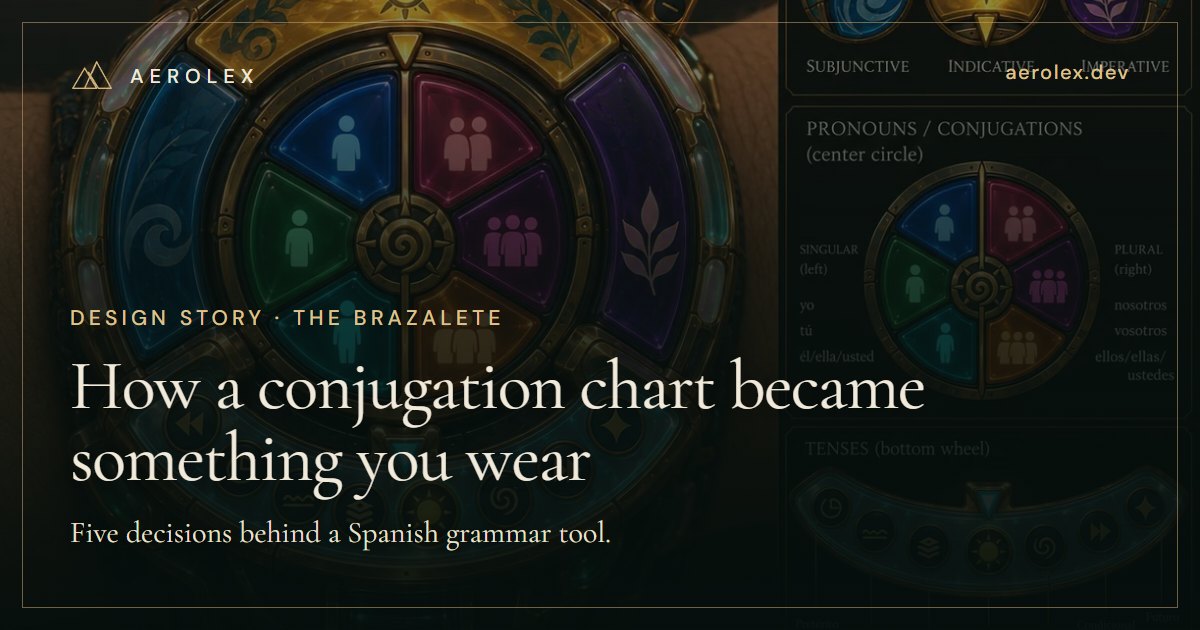 AEROLEX
aerolex.dev
SUBJUNCTIVE
INDICATIVE
IMPERATIVE
PRONOUNS / CONJUGATIONS
(center circle)
SINGULAR
(left)
yo
tú
él/ella/usted
PLURAL
(right)
nosotros
vosotros
ellos/ellas/
ustedes
DESIGN STORY · THE BRAZALETE
How a conjugation chart became
something you wear
Five decisions behind a Spanish grammar tool.
TENSES (bottom wheel)